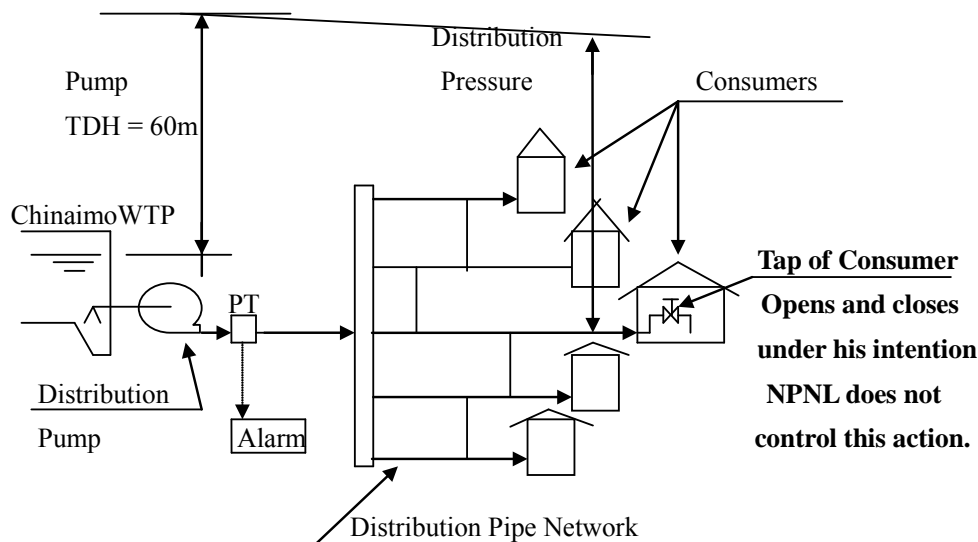 Distribution
Pressure
Pump
TDH = 60m
Consumers
ChinaimoWTP
PT
Tap of Consumer
Opens and closes
under his intention
NPNL does not
control this action.
Distribution
Pump
Alarm
Distribution Pipe Network